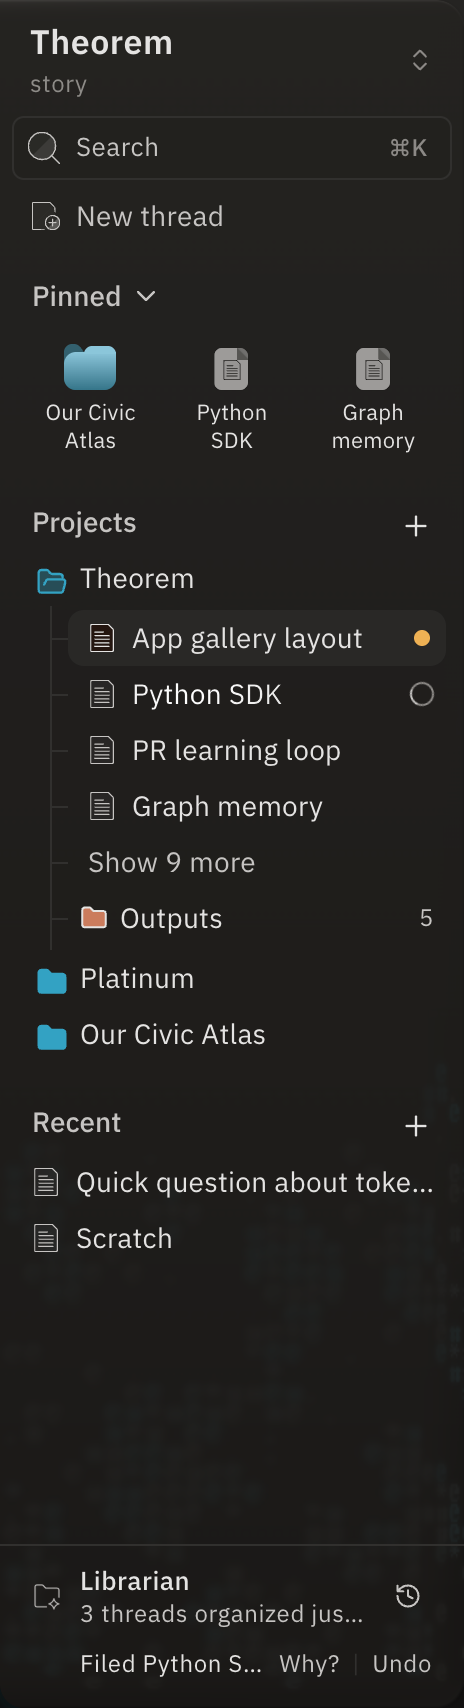 Theorem
story
Search ⌘K
New thread
Pinned
Our Civic
Atlas
Python
SDK
Graph
memory
Projects
Theorem
App gallery layout
Python SDK
PR learning loop
Graph memory
Show 9 more
Outputs 5
Platinum
Our Civic Atlas
Recent
Quick question about toke...
Scratch
Librarian
3 threads organized jus...
Filed Python S... Why? Undo